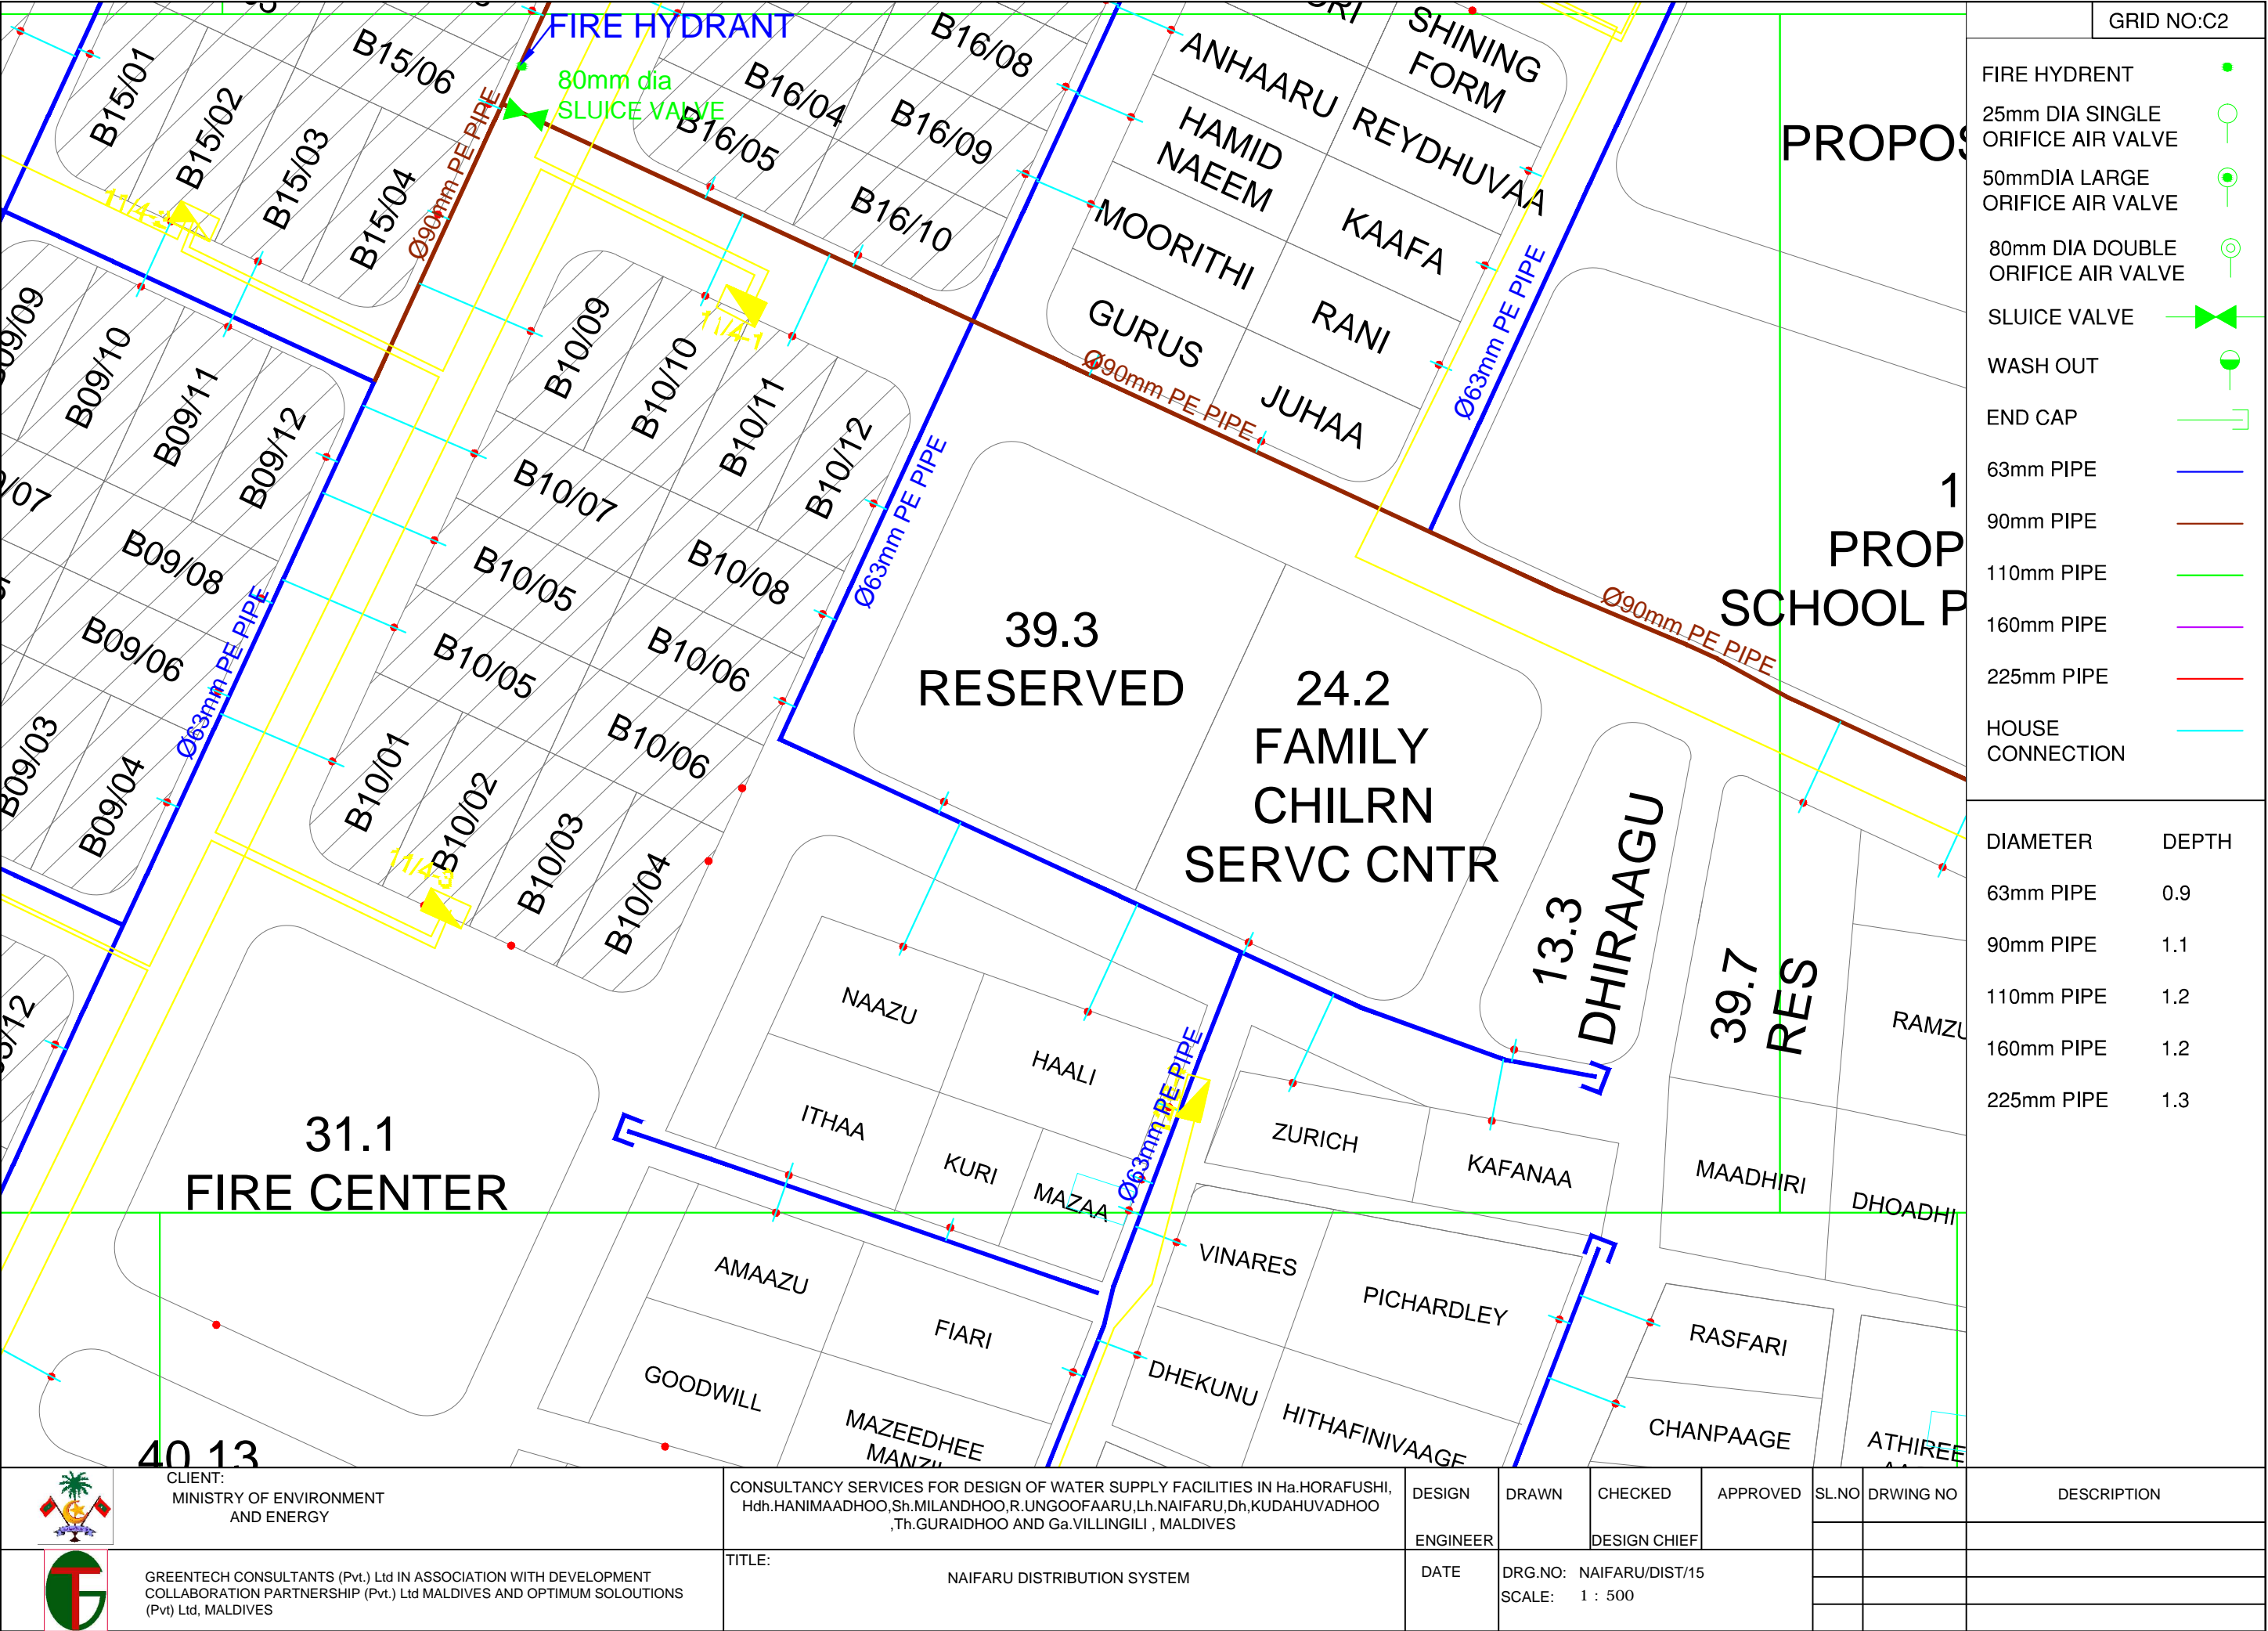 GRID NO:C2
FIRE HYDRANT
80mm dia
SLUICE VALVE
B15/01
B15/02
B15/03
B15/04
B15/06
Ø90mm PE PIPE
B16/04
B16/05
B16/08
B16/09
B16/10
ANHAARU
SHINING
FORM
HAMID
NAEEM
REYDHUVAA
MOORITHI
KAAFA
GURUS
RANI
JUHAA
Ø63mm PE PIPE
Ø90mm PE PIPE
11/4-1
B09/10
B09/11
B09/12
B09/08
B09/06
B09/03
B09/04
Ø63mm PE PIPE
B10/09
B10/10
B10/11
B10/12
B10/07
B10/08
B10/05
B10/06
B10/05
B10/06
B10/01
B10/02
B10/03
B10/04
11/4-3
Ø63mm PE PIPE
39.3
RESERVED
24.2
FAMILY
CHILRN
SERVC CNTR
Ø90mm PE PIPE
13.3
DHIRAAGU
39.7
RES
31.1
FIRE CENTER
NAAZU
HAALI
ITHAA
KURI
MAZAA
Ø63mm PE PIPE
ZURICH
KAFANAA
MAADHIRI
DHOADHI
AMAAZU
FIARI
GOODWILL
MAZEEDHEE
VINARES
PICHARDLEY
DHEKUNU
HITHAFINIVAAGE
RASFARI
CHANPAAGE
ATHIREE
40.13
FIRE HYDRENT
25mm DIA SINGLE
ORIFICE AIR VALVE
50mmDIA LARGE
ORIFICE AIR VALVE
80mm DIA DOUBLE
ORIFICE AIR VALVE
SLUICE VALVE
WASH OUT
END CAP
63mm PIPE
90mm PIPE
110mm PIPE
160mm PIPE
225mm PIPE
HOUSE
CONNECTION
DIAMETER DEPTH
63mm PIPE 0.9
90mm PIPE 1.1
110mm PIPE 1.2
160mm PIPE 1.2
225mm PIPE 1.3
CLIENT:
MINISTRY OF ENVIRONMENT
AND ENERGY
GREENTECH CONSULTANTS (Pvt.) Ltd IN ASSOCIATION WITH DEVELOPMENT
COLLABORATION PARTNERSHIP (Pvt.) Ltd MALDIVES AND OPTIMUM SOLOUTIONS
(Pvt) Ltd, MALDIVES
CONSULTANCY SERVICES FOR DESIGN OF WATER SUPPLY FACILITIES IN Ha.HORAFUSHI,
Hdh.HANIMAADHOO,Sh.MILANDHOO,R.UNGOOFAARU,Lh.NAIFARU,Dh,KUDAHUVADHOO
,Th.GURAIDHOO AND Ga.VILLINGILI , MALDIVES
TITLE:
NAIFARU DISTRIBUTION SYSTEM
DESIGN
ENGINEER
DRAWN
CHECKED
DESIGN CHIEF
APPROVED
SL.NO
DRWING NO
DESCRIPTION
DATE
DRG.NO: NAIFARU/DIST/15
SCALE: 1 : 500